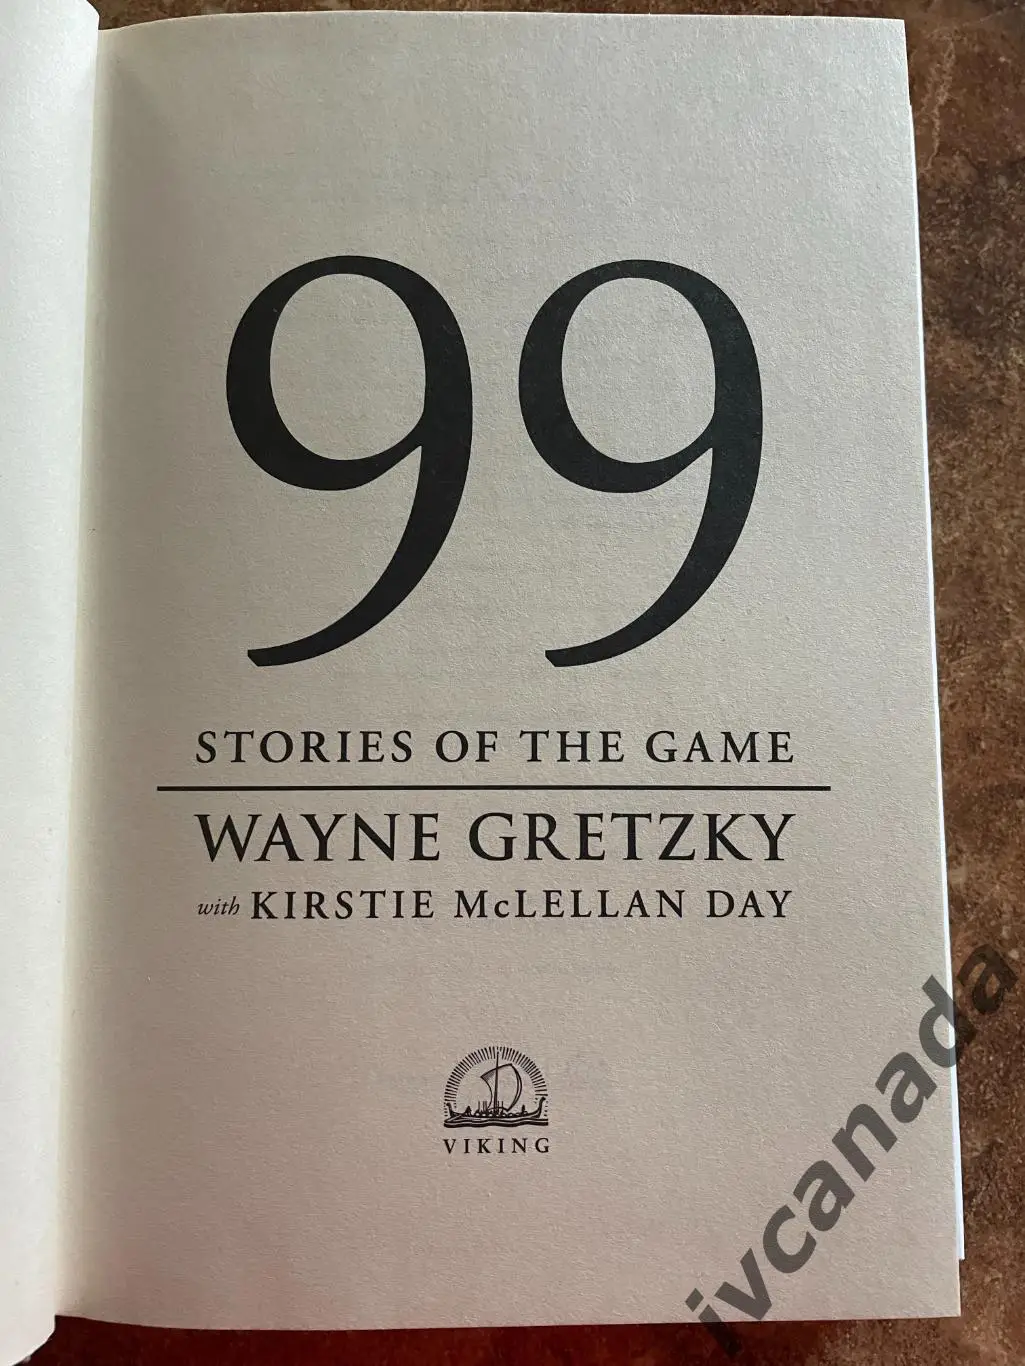 99
STORIES OF THE GAME
WAYNE GRETZKY
with KIRSTIE McLELLAN DAY
VIKING
ivcanada